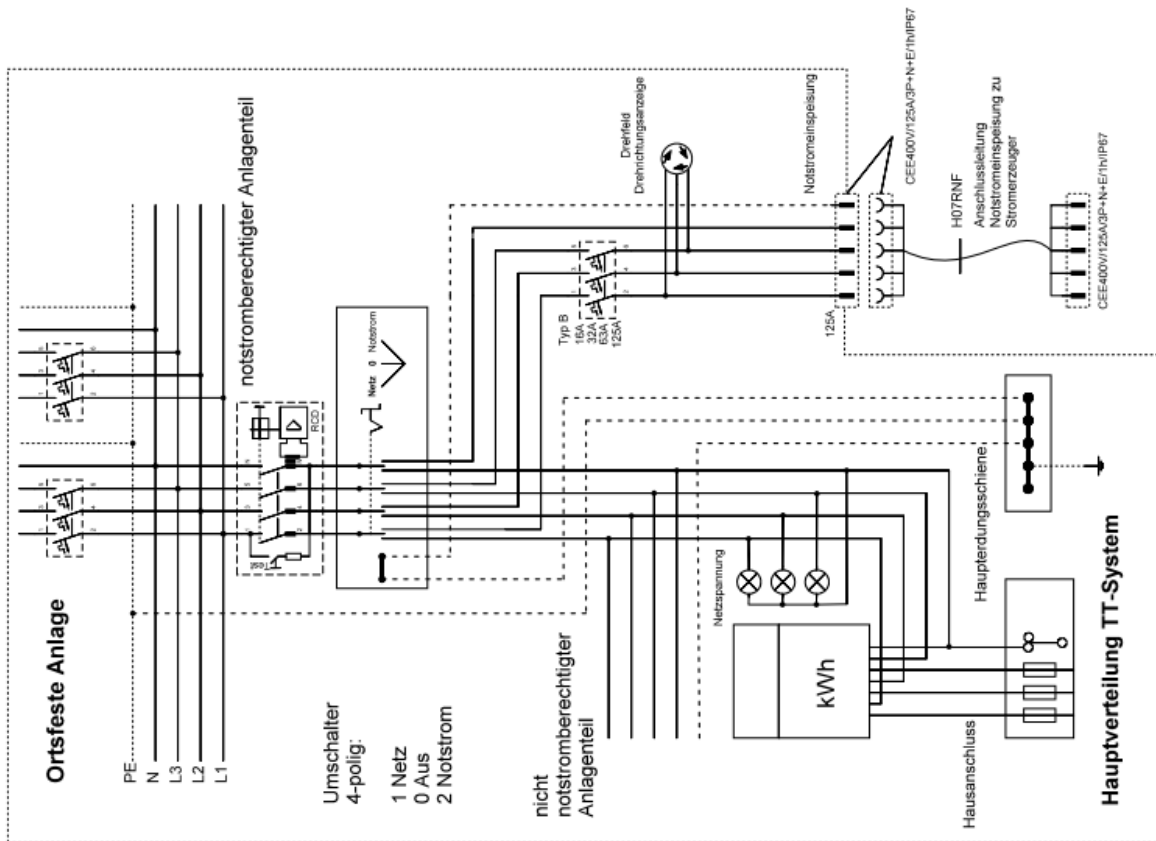 Ortsfeste Anlage
PE
N
L3
L2
L1
notstromberechtigter Anlagenteil
Test
RCD
Umschalter
4-polig:
1 Netz
0 Aus
2 Notstrom
Netz 0 Notstrom
nicht
notstromberechtigter
Anlagenteil
Typ B
16A
32A
63A
125A
Drehfeld
Drehrichtungsanzeige
Notstromeinspeisung
125A
CEE400V/125A/3P+N+E/1h/IP67
H07RNF
Anschlussleitung
Notstromeinspeisung zu
Stromerzeuger
CEE400V/125A/3P+N+E/1h/IP67
Netzspannung
kWh
Hausanschluss
Haupterdungsschiene
Hauptverteilung TT-System